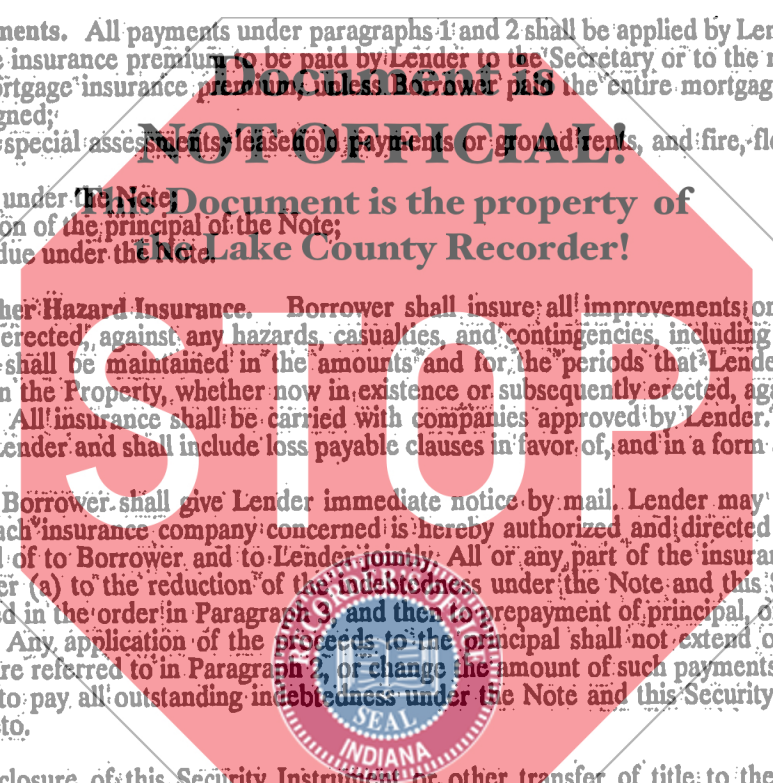 ments. All payments under paragraphs 1 and 2 shall be applied by Len
e insurance premium to be paid by Lender to the Secretary or to the m
ortgage insurance premium, unless Borrower paid the entire mortgag
gned;
special assessments, leasehold payments or ground rents, and fire, flo
under the Note;
on of the principal of the Note;
due under the Note.
Document is
NOT OFFICIAL!
This Document is the property of
the Lake County Recorder!
STOP
her Hazard Insurance. Borrower shall insure all improvements on
erected, against any hazards, casualties, and contingencies, including
shall be maintained in the amounts and for the periods that Lende
n the Property, whether now in existence or subsequently erected, aga
All insurance shall be carried with companies approved by Lender.
ender and shall include loss payable clauses in favor of, and in a form
Borrower shall give Lender immediate notice by mail. Lender may
ach insurance company concerned is hereby authorized and directed
d of to Borrower and to Lender jointly. All or any part of the insuran
er (a) to the reduction of the indebtedness under the Note and this
d in the order in Paragraph 3, and then to prepayment of principal, o
Any application of the proceeds to the principal shall not extend o
re referred to in Paragraph 2, or change the amount of such payments
to pay all outstanding indebtedness under the Note and this Security
to.
SEAL
INDIANA
closure of this Security Instrument or other transfer of title to the